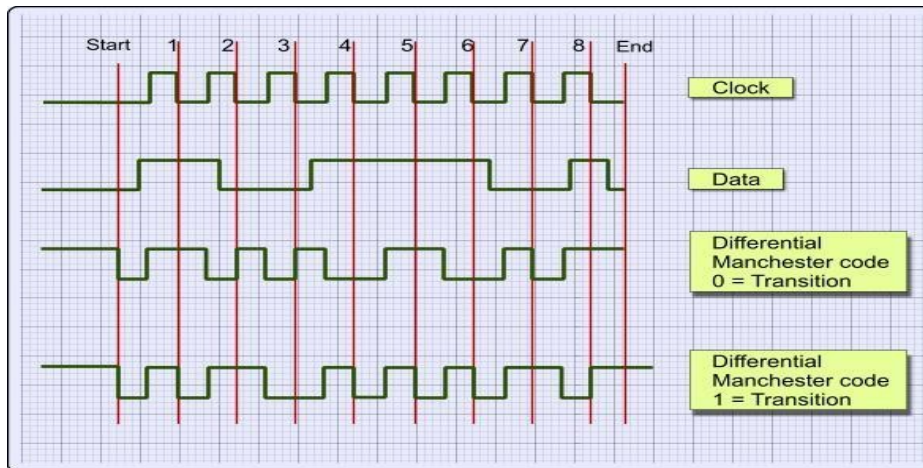 Start 1 2 3 4 5 6 7 8 End
Clock
Data
Differential
Manchester code
0 = Transition
Differential
Manchester code
1 = Transition